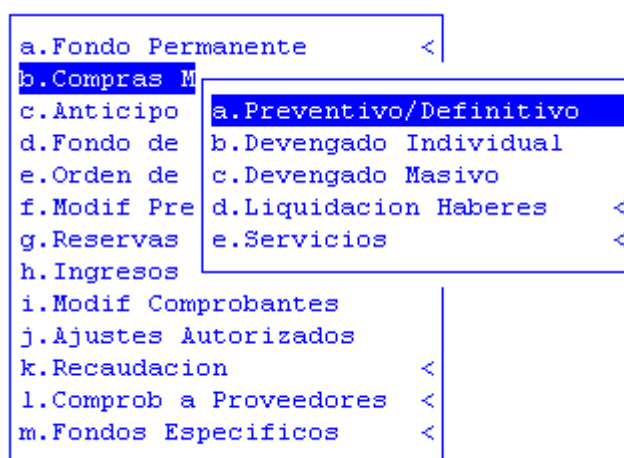 a.Fondo Permanente <
b.Compras M
c.Anticipo
d.Fondo de
e.Orden de
f.Modif Pre
g.Reservas
h.Ingresos
i.Modif Comprobantes
j.Ajustes Autorizados
k.Recaudacion <
l.Comprob a Proveedores <
m.Fondos Especificos <
a.Preventivo/Definitivo
b.Devengado Individual
c.Devengado Masivo
d.Liquidacion Haberes <
e.Servicios <